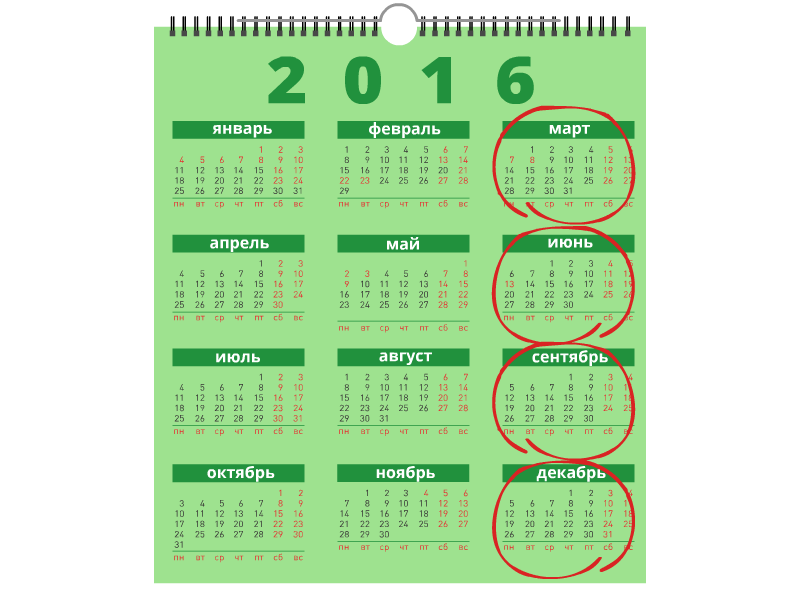 2 0 1 6
январь
1 2 3
4 5 6 7 8 9 10
11 12 13 14 15 16 17
18 19 20 21 22 23 24
25 26 27 28 29 30 31
пн вт ср чт пт сб вс
февраль
1 2 3 4 5 6 7
8 9 10 11 12 13 14
15 16 17 18 19 20 21
22 23 24 25 26 27 28
29
пн вт ср чт пт сб вс
март
1 2 3 4 5 6
7 8 9 10 11 12 13
14 15 16 17 18 19 20
21 22 23 24 25 26 27
28 29 30 31
пн вт ср чт пт сб вс
апрель
1 2 3
4 5 6 7 8 9 10
11 12 13 14 15 16 17
18 19 20 21 22 23 24
25 26 27 28 29 30
пн вт ср чт пт сб вс
май
1
2 3 4 5 6 7 8
9 10 11 12 13 14 15
16 17 18 19 20 21 22
23 24 25 26 27 28 29
пн вт ср чт пт сб вс
июнь
1 2 3 4 5
6 7 8 9 10 11 12
13 14 15 16 17 18 19
20 21 22 23 24 25 26
27 28 29 30
пн вт ср чт пт сб вс
июль
1 2 3
4 5 6 7 8 9 10
11 12 13 14 15 16 17
18 19 20 21 22 23 24
25 26 27 28 29 30 31
пн вт ср чт пт сб вс
август
1 2 3 4 5 6 7
8 9 10 11 12 13 14
15 16 17 18 19 20 21
22 23 24 25 26 27 28
29 30 31
пн вт ср чт пт сб вс
сентябрь
1 2 3 4
5 6 7 8 9 10 11
12 13 14 15 16 17 18
19 20 21 22 23 24 25
26 27 28 29 30
пн вт ср чт пт сб вс
октябрь
1 2
3 4 5 6 7 8 9
10 11 12 13 14 15 16
17 18 19 20 21 22 23
24 25 26 27 28 29 30
31
пн вт ср чт пт сб вс
ноябрь
1 2 3 4 5 6
7 8 9 10 11 12 13
14 15 16 17 18 19 20
21 22 23 24 25 26 27
28 29 30
пн вт ср чт пт сб вс
декабрь
1 2 3 4
5 6 7 8 9 10 11
12 13 14 15 16 17 18
19 20 21 22 23 24 25
26 27 28 29 30 31
пн вт ср чт пт сб вс